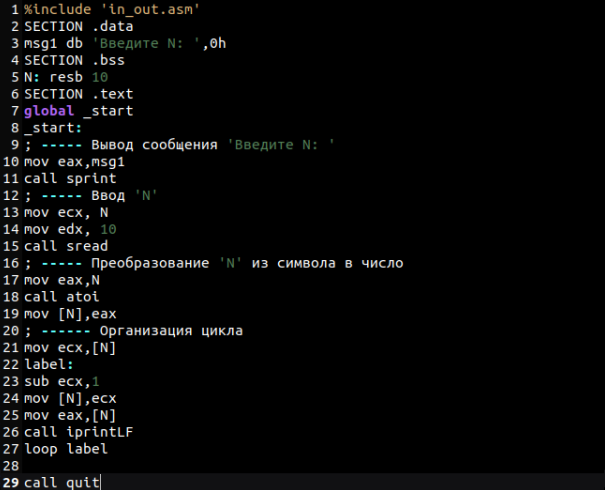 1 %include 'in_out.asm'
2 SECTION .data
3 msg1 db 'Введите N: ',0h
4 SECTION .bss
5 N: resb 10
6 SECTION .text
7 global _start
8 _start:
9 ; ----- Вывод сообщения 'Введите N: '
10 mov eax,msg1
11 call sprint
12 ; ----- Ввод 'N'
13 mov ecx, N
14 mov edx, 10
15 call sread
16 ; ----- Преобразование 'N' из символа в число
17 mov eax,N
18 call atoi
19 mov [N],eax
20 ; ------ Организация цикла
21 mov ecx,[N]
22 label:
23 sub ecx,1
24 mov [N],ecx
25 mov eax,[N]
26 call iprintLF
27 loop label
28
29 call quit